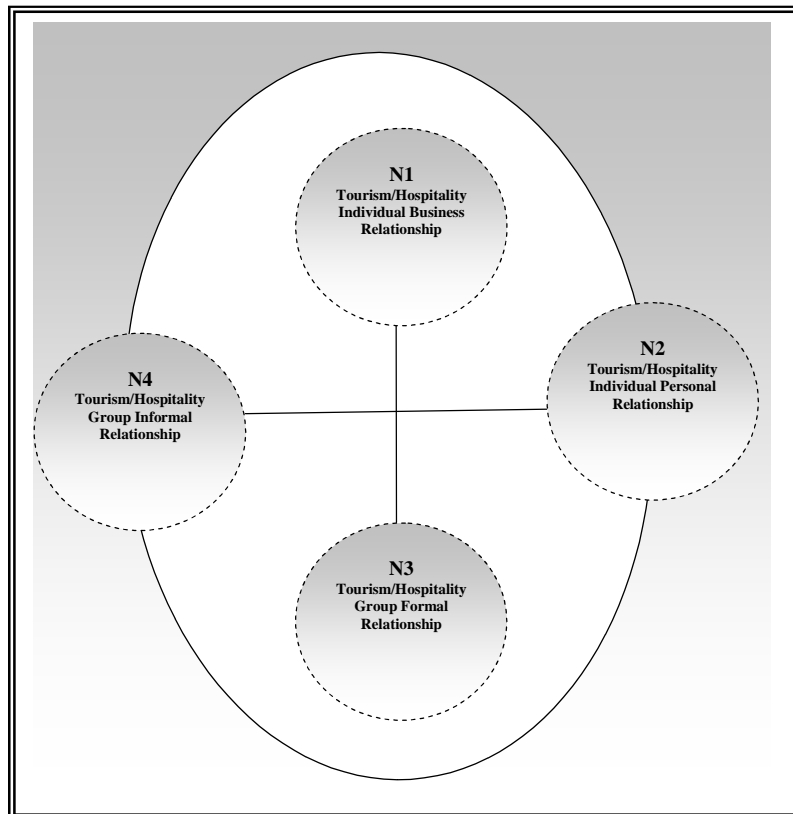 N1
Tourism/Hospitality
Individual Business
Relationship
N2
Tourism/Hospitality
Individual Personal
Relationship
N4
Tourism/Hospitality
Group Informal
Relationship
N3
Tourism/Hospitality
Group Formal
Relationship